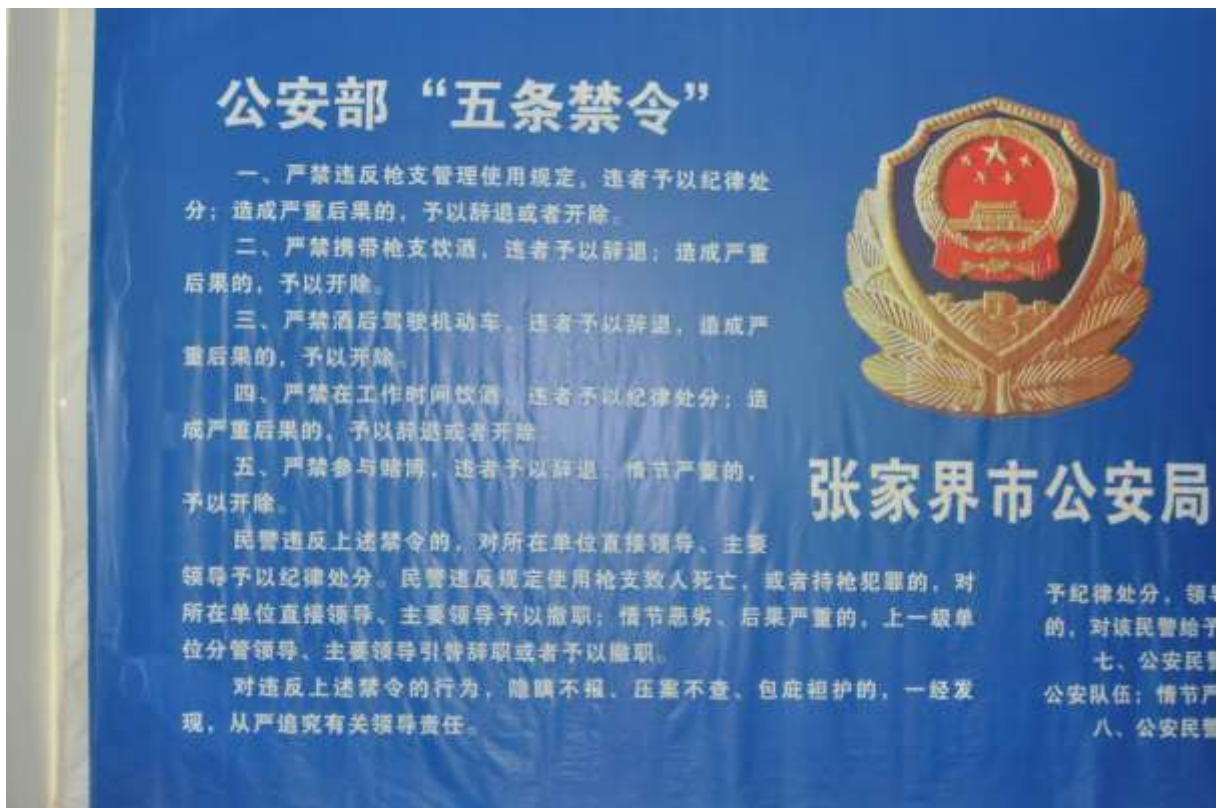 公安部“五条禁令”
一、严禁违反枪支管理使用规定，违者予以纪律处
分；造成严重后果的，予以辞退或者开除。
二、严禁携带枪支饮酒，违者予以辞退；造成严重
后果的，予以开除。
三、严禁酒后驾驶机动车，违者予以辞退，造成严
重后果的，予以开除。
四、严禁在工作时间饮酒，违者予以纪律处分；造
成严重后果的，予以辞退或者开除。
五、严禁参与赌博，违者予以辞退；情节严重的，
予以开除。
民警违反上述禁令的，对所在单位直接领导、主要
领导予以纪律处分。民警违反规定使用枪支致人死亡，或者持枪犯罪的，对
所在单位直接领导、主要领导予以撤职；情节恶劣、后果严重的，上一级单
位分管领导、主要领导引咎辞职或者予以撤职。
对违反上述禁令的行为，隐瞒不报、压案不查、包庇袒护的，一经发
现，从严追究有关领导责任。
张家界市公安局
予纪律处分，领导
的，对该民警给予
七、公安民警
公安队伍；情节严
八、公安民警